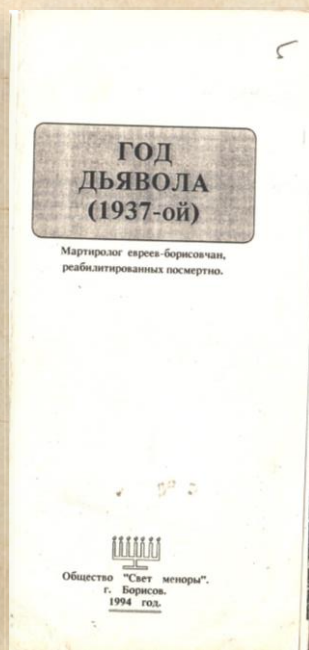 ГОД
ДЬЯВОЛА
(1937-ой)
Мартиролог евреев-борисовчан,
реабилитированных посмертно.
Общество "Свет меноры".
г. Борисов.
1994 год.